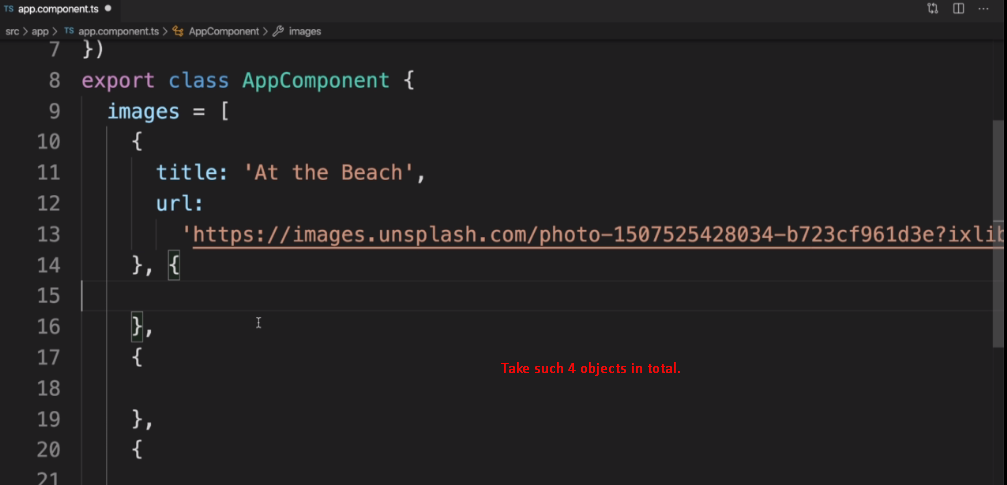 TS app.component.ts
src > app > TS app.component.ts > AppComponent > images
7 })
8 export class AppComponent {
9 images = [
10 {
11 title: 'At the Beach',
12 url:
13 'https://images.unsplash.com/photo-1507525428034-b723cf961d3e?ixlib
14 }, {
15
16 },
17 {
Take such 4 objects in total.
18
19 },
20 {
21